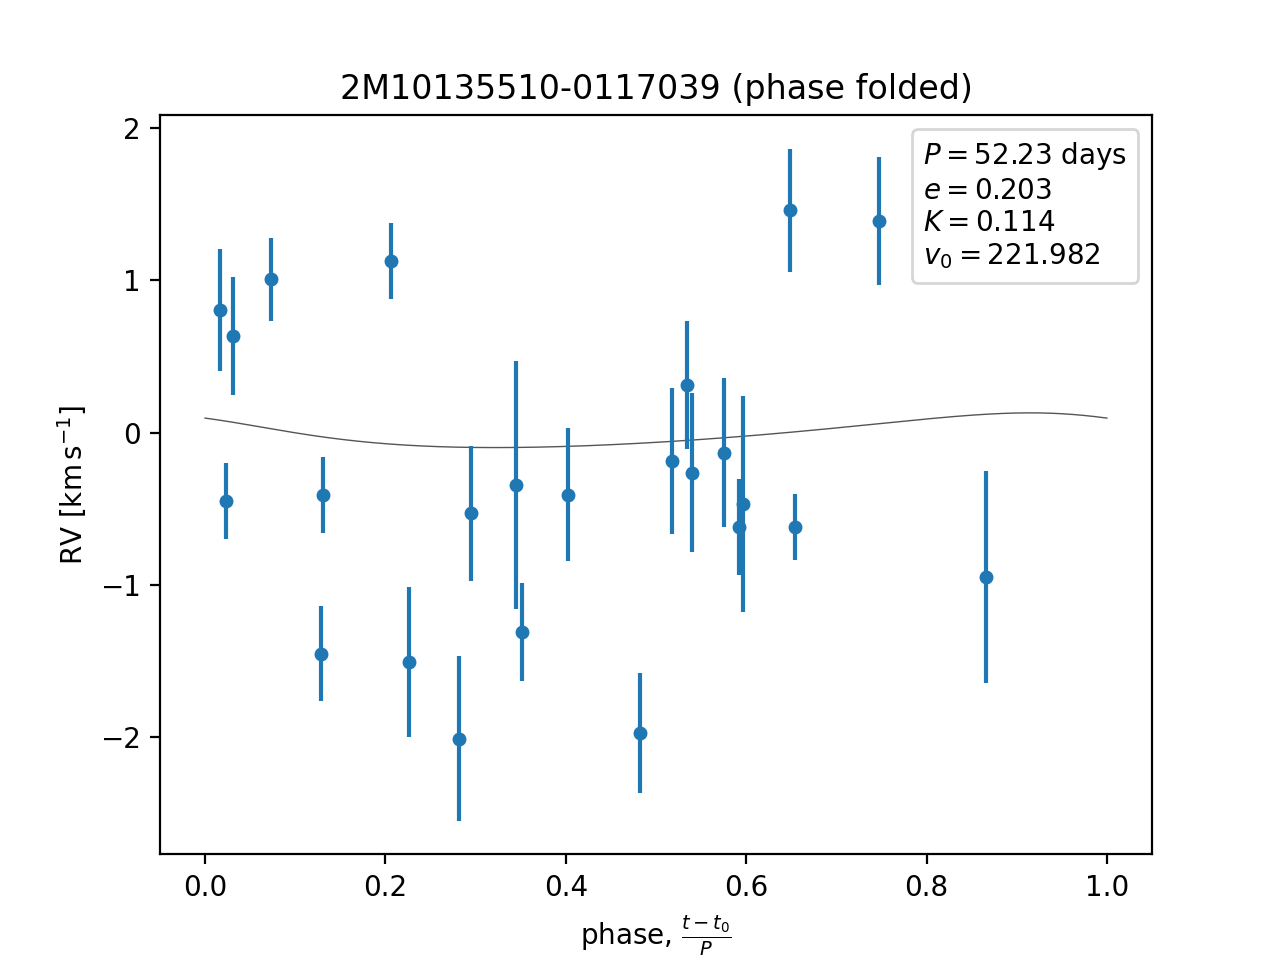 2M10135510-0117039 (phase folded)
P = 52.23 days
e = 0.203
K = 0.114
v₀ = 221.982
2
1
0
−1
−2
RV [km s⁻¹]
0.0 0.2 0.4 0.6 0.8 1.0
phase, (t − t₀)/P